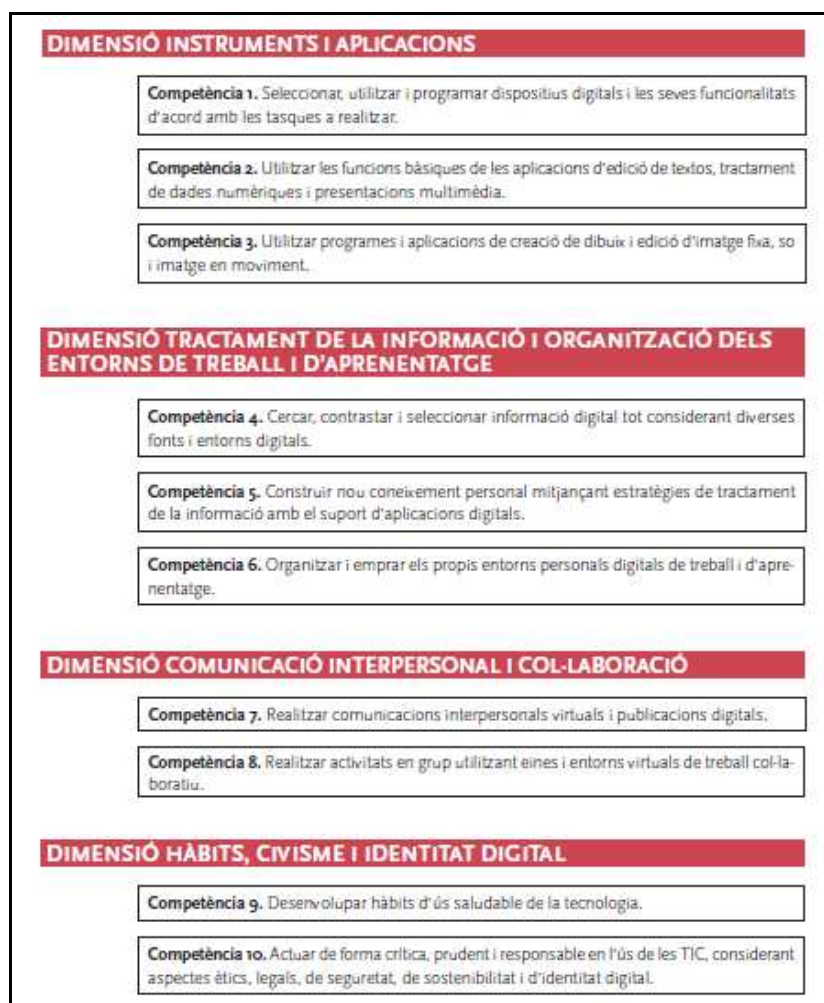 DIMENSIÓ INSTRUMENTS I APLICACIONS
Competència 1. Seleccionar, utilitzar i programar dispositius digitals i les seves funcionalitats
d'acord amb les tasques a realitzar.
Competència 2. Utilitzar les funcions bàsiques de les aplicacions d'edició de textos, tractament
de dades numèriques i presentacions multimèdia.
Competència 3. Utilitzar programes i aplicacions de creació de dibuix i edició d'imatge fixa, so
i imatge en moviment.
DIMENSIÓ TRACTAMENT DE LA INFORMACIÓ I ORGANITZACIÓ DELS
ENTORNS DE TREBALL I D'APRENENTATGE
Competència 4. Cercar, contrastar i seleccionar informació digital tot considerant diverses
fonts i entorns digitals.
Competència 5. Construir nou coneixement personal mitjançant estratègies de tractament
de la informació amb el suport d'aplicacions digitals.
Competència 6. Organitzar i emprar els propis entorns personals digitals de treball i d'apre-
nentatge.
DIMENSIÓ COMUNICACIÓ INTERPERSONAL I COL·LABORACIÓ
Competència 7. Realitzar comunicacions interpersonals virtuals i publicacions digitals.
Competència 8. Realitzar activitats en grup utilitzant eines i entorns virtuals de treball col·la-
boratiu.
DIMENSIÓ HÀBITS, CIVISME I IDENTITAT DIGITAL
Competència 9. Desenvolupar hàbits d'ús saludable de la tecnologia.
Competència 10. Actuar de forma crítica, prudent i responsable en l'ús de les TIC, considerant
aspectes ètics, legals, de seguretat, de sostenibilitat i d'identitat digital.